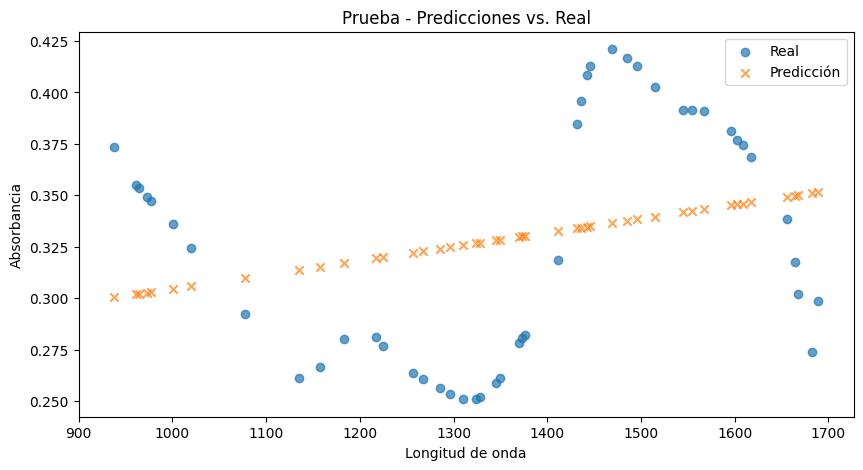 Prueba - Predicciones vs. Real
Real
Predicción
0.425
0.400
0.375
0.350
0.325
0.300
0.275
0.250
Absorbancia
900 1000 1100 1200 1300 1400 1500 1600 1700
Longitud de onda